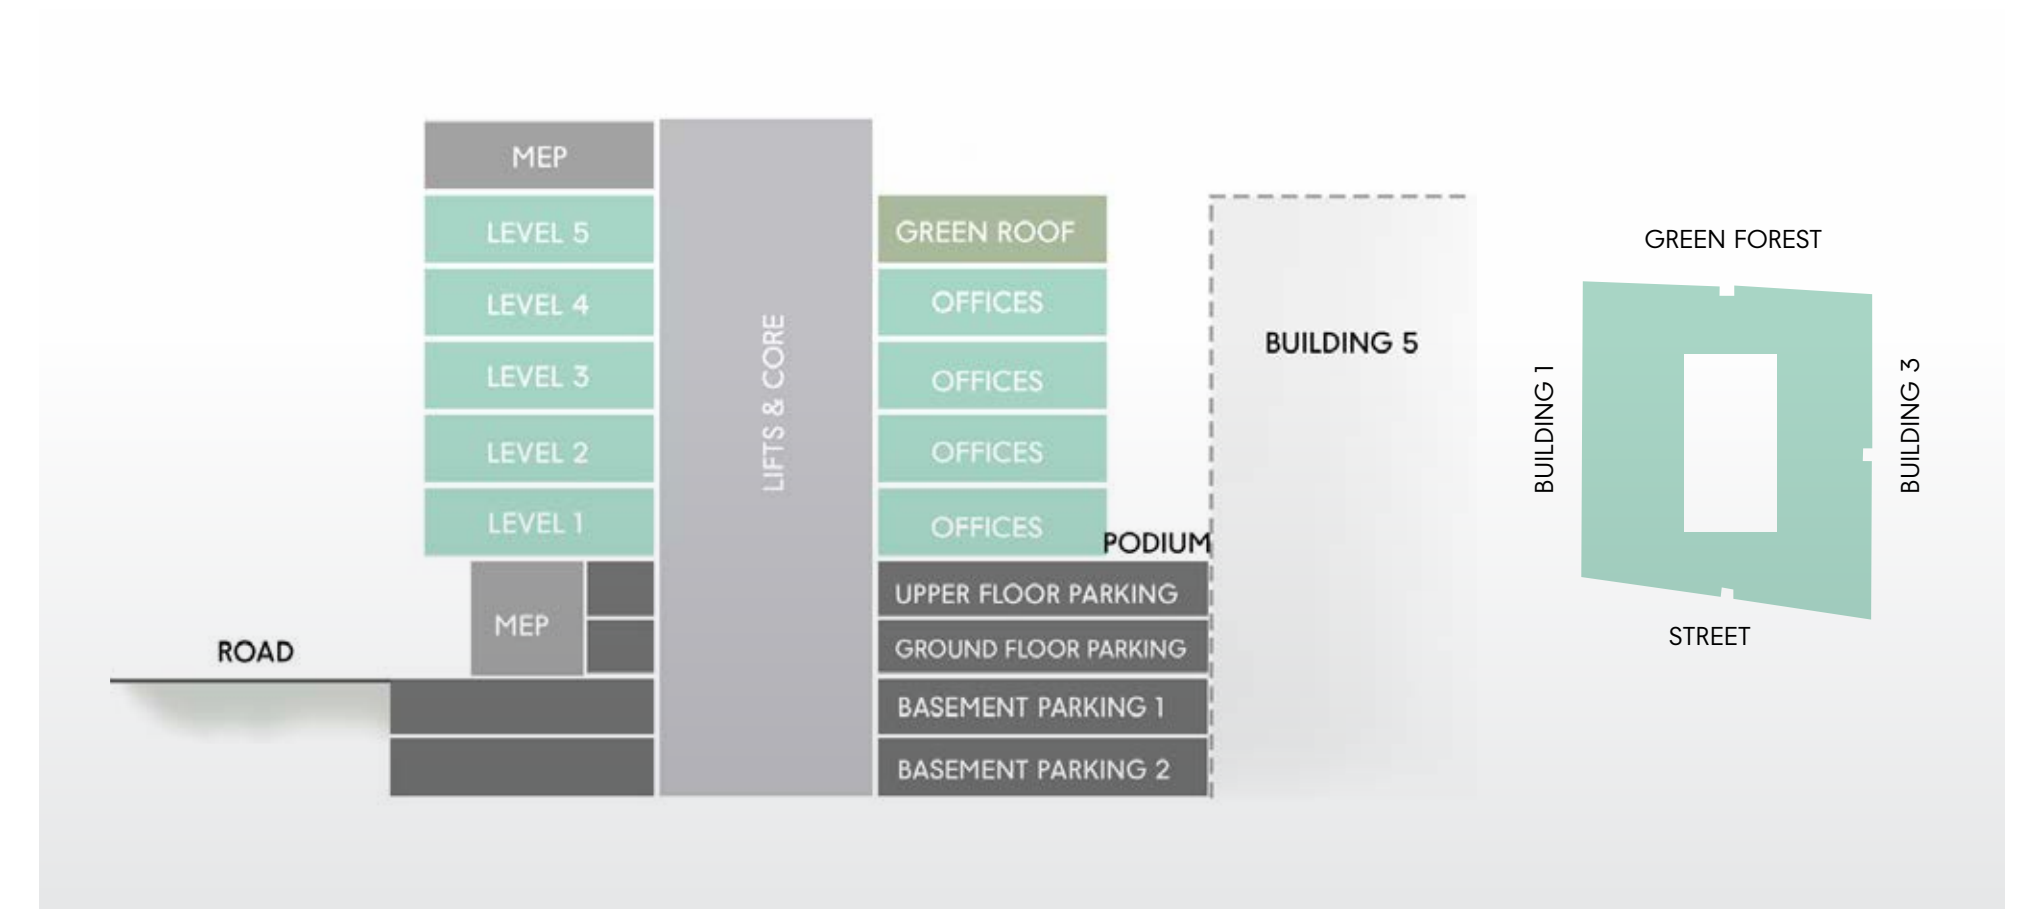 MEP
LEVEL 5
GREEN ROOF
GREEN FOREST
LEVEL 4
OFFICES
BUILDING 5
LIFTS & CORE
LEVEL 3
OFFICES
BUILDING 1
BUILDING 3
LEVEL 2
OFFICES
LEVEL 1
OFFICES
PODIUM
UPPER FLOOR PARKING
MEP
ROAD
GROUND FLOOR PARKING
STREET
BASEMENT PARKING 1
BASEMENT PARKING 2